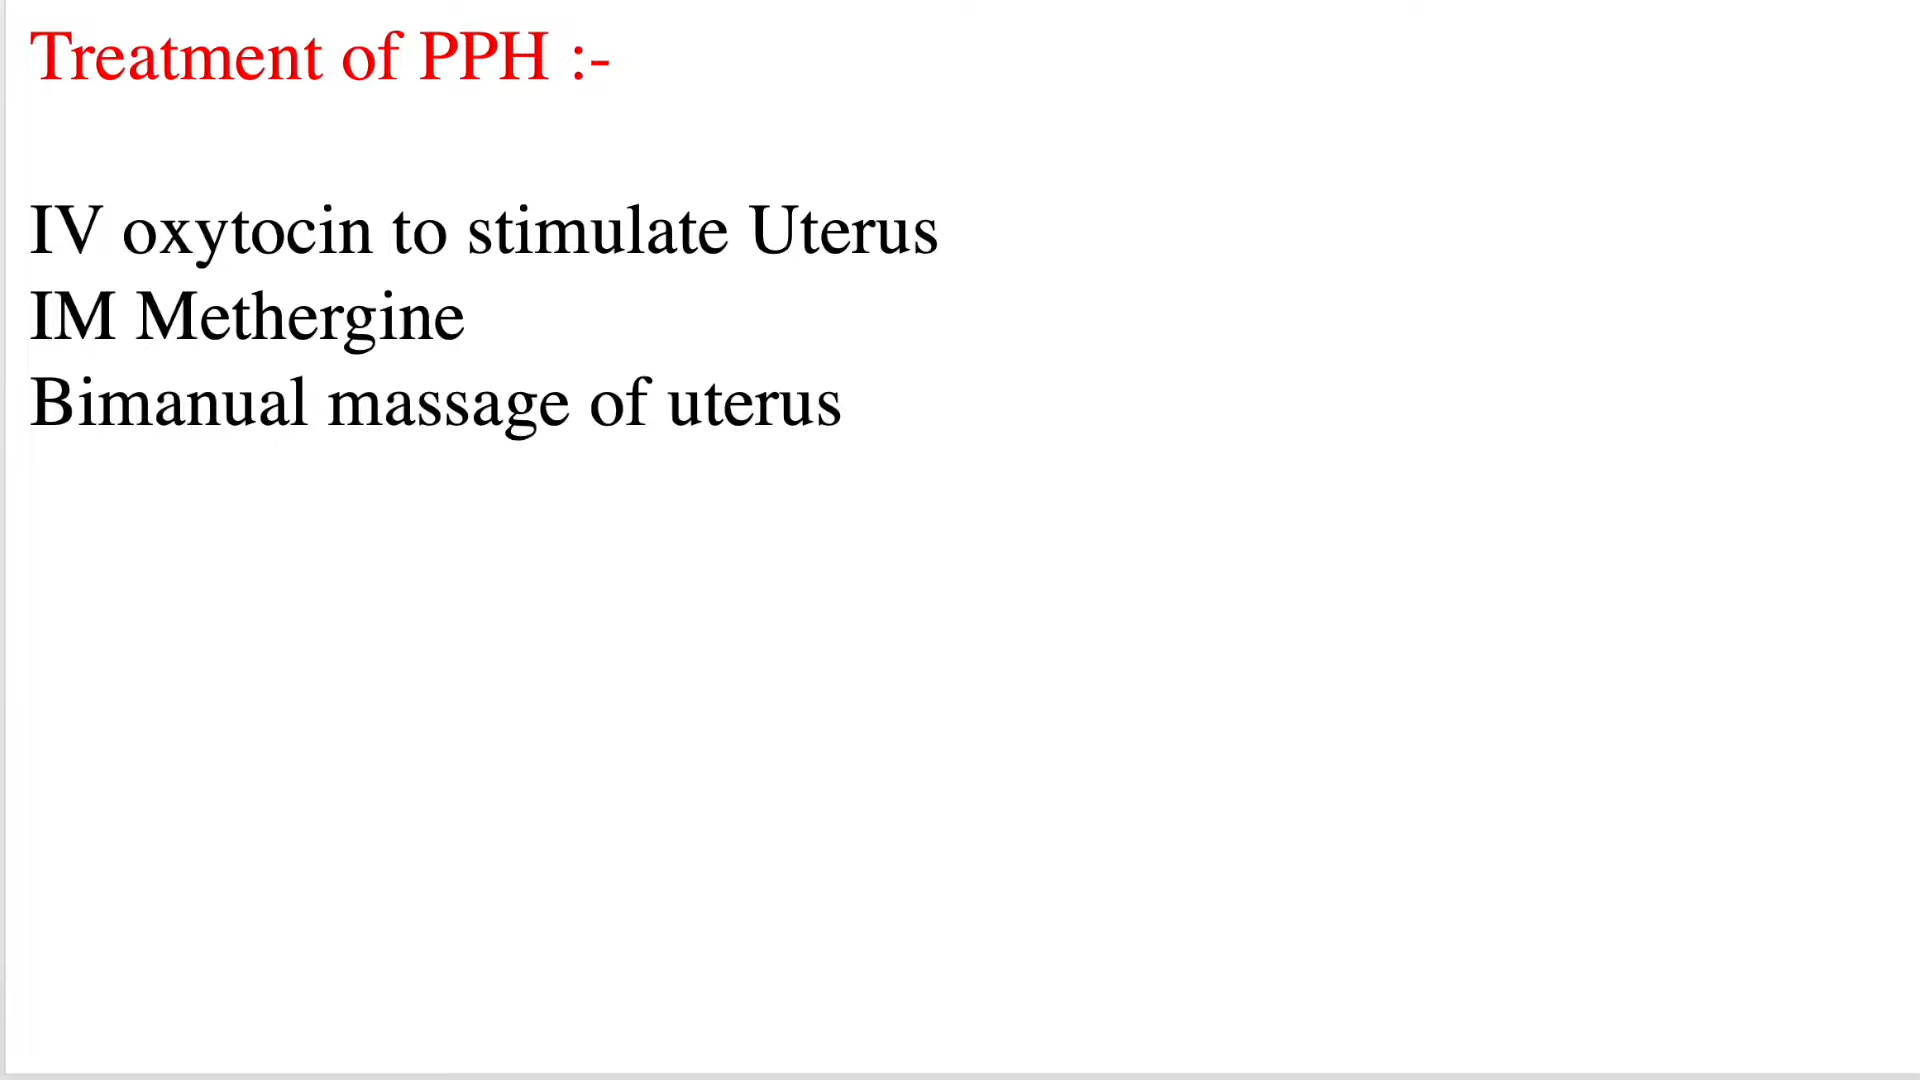 Treatment of PPH :-
IV oxytocin to stimulate Uterus
IM Methergine
Bimanual massage of uterus